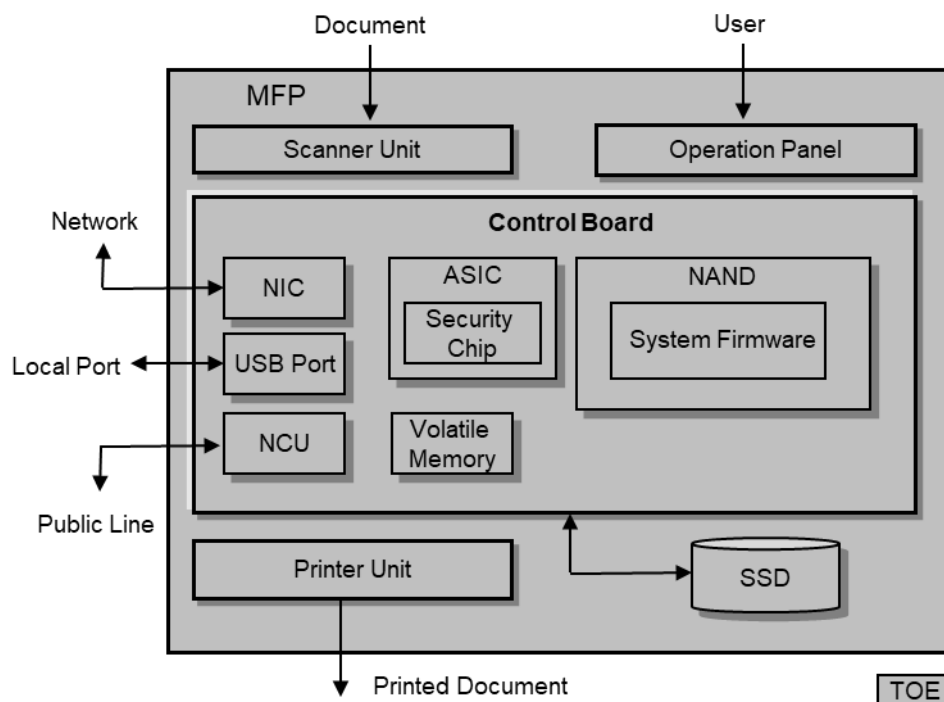 Document
User
MFP
Scanner Unit
Operation Panel
Control Board
Network
NIC
ASIC
Security
Chip
NAND
System Firmware
Local Port
USB Port
NCU
Volatile
Memory
Public Line
Printer Unit
SSD
Printed Document
TOE